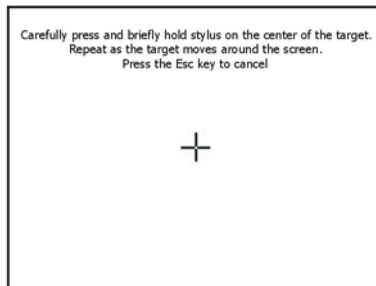 Carefully press and briefly hold stylus on the center of the target.
Repeat as the target moves around the screen.
Press the Esc key to cancel